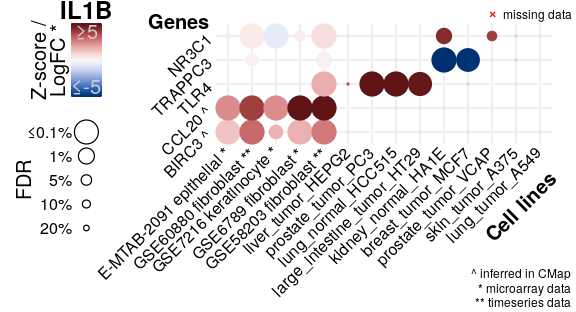 IL1B
Genes
× missing data
Z-score /
LogFC *
≥5
≤-5
NR3C1
TRAPPC3
TLR4
CCL20 ^
BIRC3 ^
FDR
≤0.1%
1%
5%
10%
20%
E-MTAB-2091 epithelial *
GSE60880 fibroblast **
GSE7216 keratinocyte *
GSE6789 fibroblast *
GSE58203 fibroblast **
liver_tumor_HEPG2
prostate_tumor_PC3
lung_normal_HCC515
large_Intestine_tumor_HT29
kidney_normal_HA1E
breast_tumor_MCF7
prostate_tumor_VCAP
skin_tumor_A375
lung_tumor_A549
Cell lines
^ inferred in CMap
* microarray data
** timeseries data